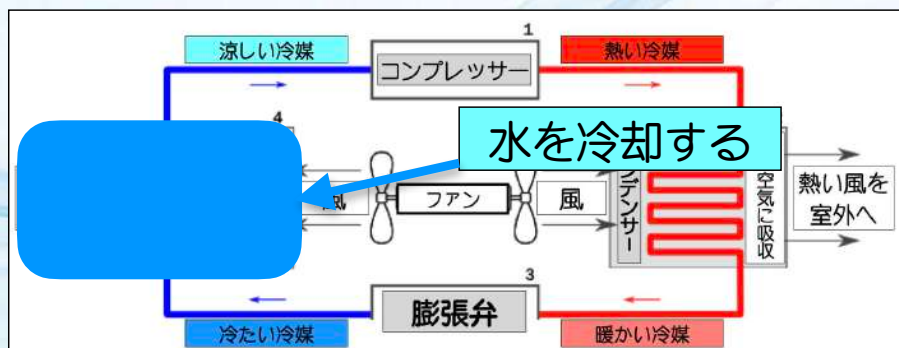 1
涼しい冷媒
コンプレッサー
熱い冷媒
4
水を冷却する
風
ファン
風
ンデンサー
空気に吸収
熱い風を
室外へ
3
膨張弁
冷たい冷媒
暖かい冷媒